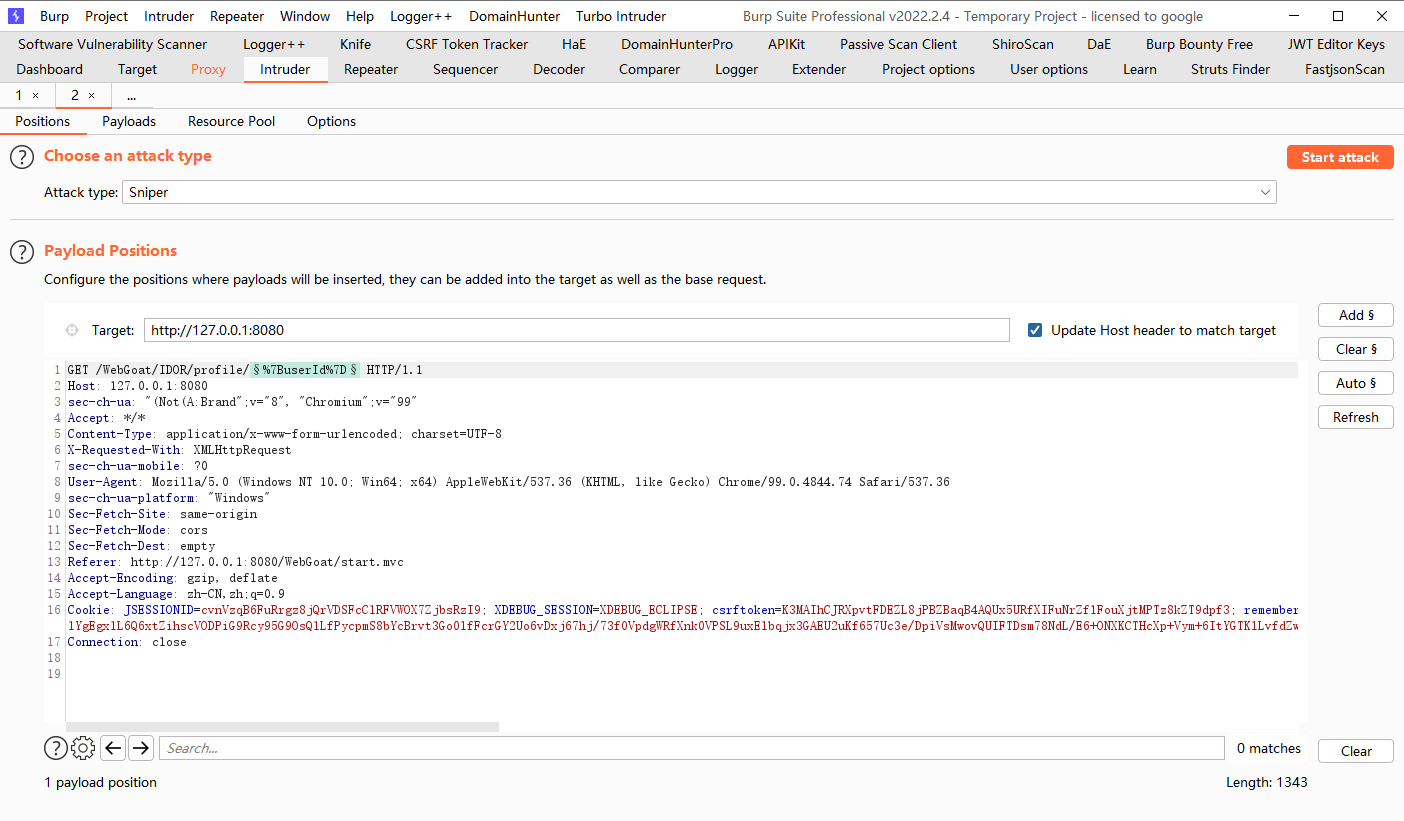 Burp Project Intruder Repeater Window Help Logger++ DomainHunter Turbo Intruder Burp Suite Professional v2022.2.4 - Temporary Project - licensed to google
Software Vulnerability Scanner Logger++ Knife CSRF Token Tracker HaE DomainHunterPro APIKit Passive Scan Client ShiroScan DaE Burp Bounty Free JWT Editor Keys
Dashboard Target Proxy Intruder Repeater Sequencer Decoder Comparer Logger Extender Project options User options Learn Struts Finder FastjsonScan
1 × 2 × ...
Positions Payloads Resource Pool Options
? Choose an attack type Start attack
Attack type: Sniper
? Payload Positions
Configure the positions where payloads will be inserted, they can be added into the target as well as the base request.
Add §
Target: http://127.0.0.1:8080 Update Host header to match target
Clear §
Auto §
Refresh
1 GET /WebGoat/IDOR/profile/§%7BuserId%7D§ HTTP/1.1
2 Host: 127.0.0.1:8080
3 sec-ch-ua: "(Not(A:Brand";v="8", "Chromium";v="99"
4 Accept: */*
5 Content-Type: application/x-www-form-urlencoded; charset=UTF-8
6 X-Requested-With: XMLHttpRequest
7 sec-ch-ua-mobile: ?0
8 User-Agent: Mozilla/5.0 (Windows NT 10.0; Win64; x64) AppleWebKit/537.36 (KHTML, like Gecko) Chrome/99.0.4844.74 Safari/537.36
9 sec-ch-ua-platform: "Windows"
10 Sec-Fetch-Site: same-origin
11 Sec-Fetch-Mode: cors
12 Sec-Fetch-Dest: empty
13 Referer: http://127.0.0.1:8080/WebGoat/start.mvc
14 Accept-Encoding: gzip, deflate
15 Accept-Language: zh-CN,zh;q=0.9
16 Cookie: JSESSIONID=cvnVzqB6FuRrgz8jQrVDSFcClRFVWOX7ZjbsRzI9; XDEBUG_SESSION=XDEBUG_ECLIPSE; csrftoken=K3MAIhCJRXpvtFDEZL8jPBZBaqB4AQUx5URfXIFuNrZf1FouXjtMPTz8kZT9dpf3; remember
lYgEgx1L6Q6xtZihscVODPiG9Rcy95G9OsQ1LfPycpmS8bYcBrvt3Go0lfFcrGY2Uo6vDxj67hj/73f0VpdgWRfXnk0VPSL9uxElbqjx3GAEU2uKf657Uc3e/DpiVsMwovQUIFTDsm78NdL/E6+ONXKCTHcXp+Vym+6ItYGTK1LvfdZw
17 Connection: close
18
19
? Search... 0 matches Clear
1 payload position Length: 1343